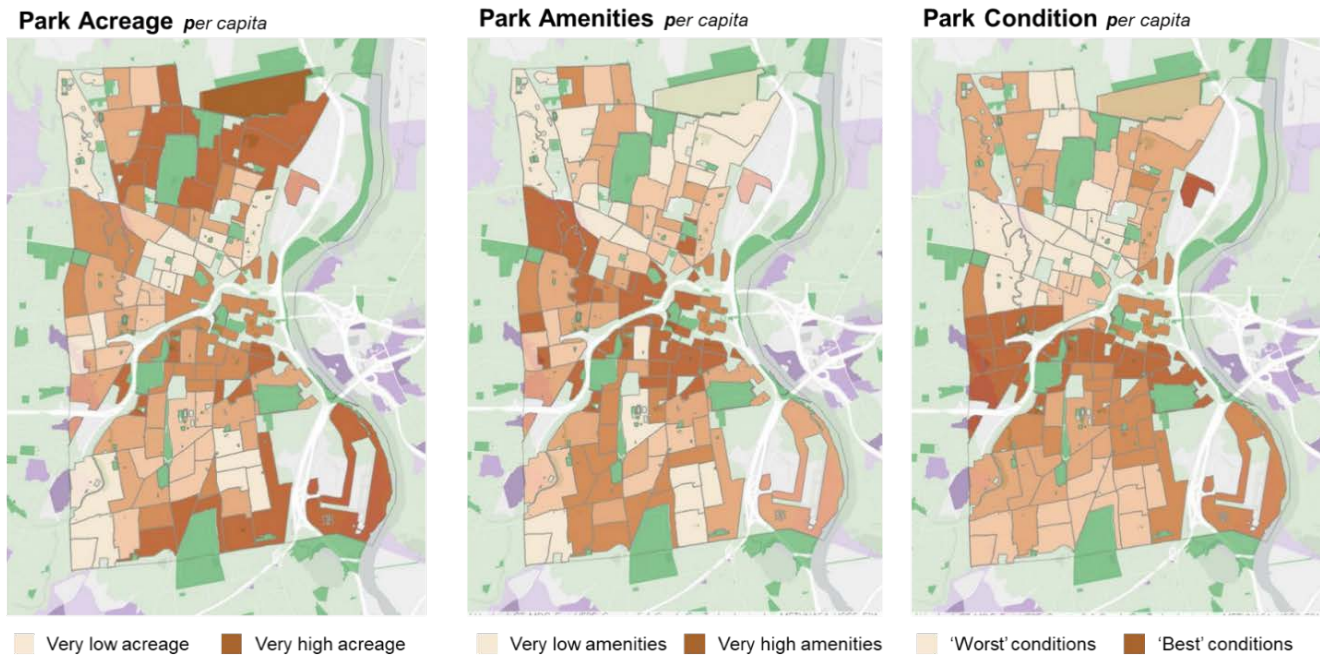 Park Acreage per capita
Park Amenities per capita
Park Condition per capita
Very low acreage
Very high acreage
Very low amenities
Very high amenities
‘Worst’ conditions
‘Best’ conditions